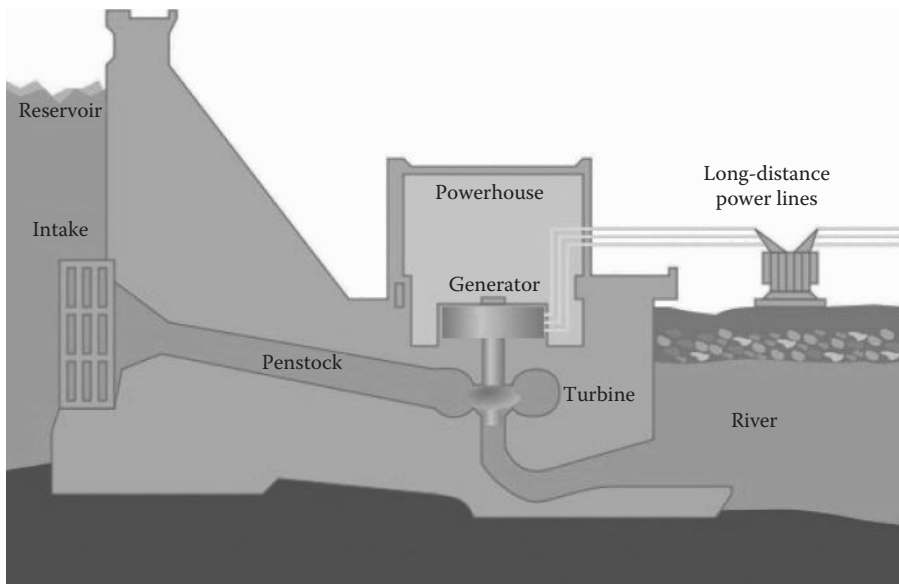 Reservoir
Intake
Penstock
Powerhouse
Generator
Turbine
Long-distance
power lines
River